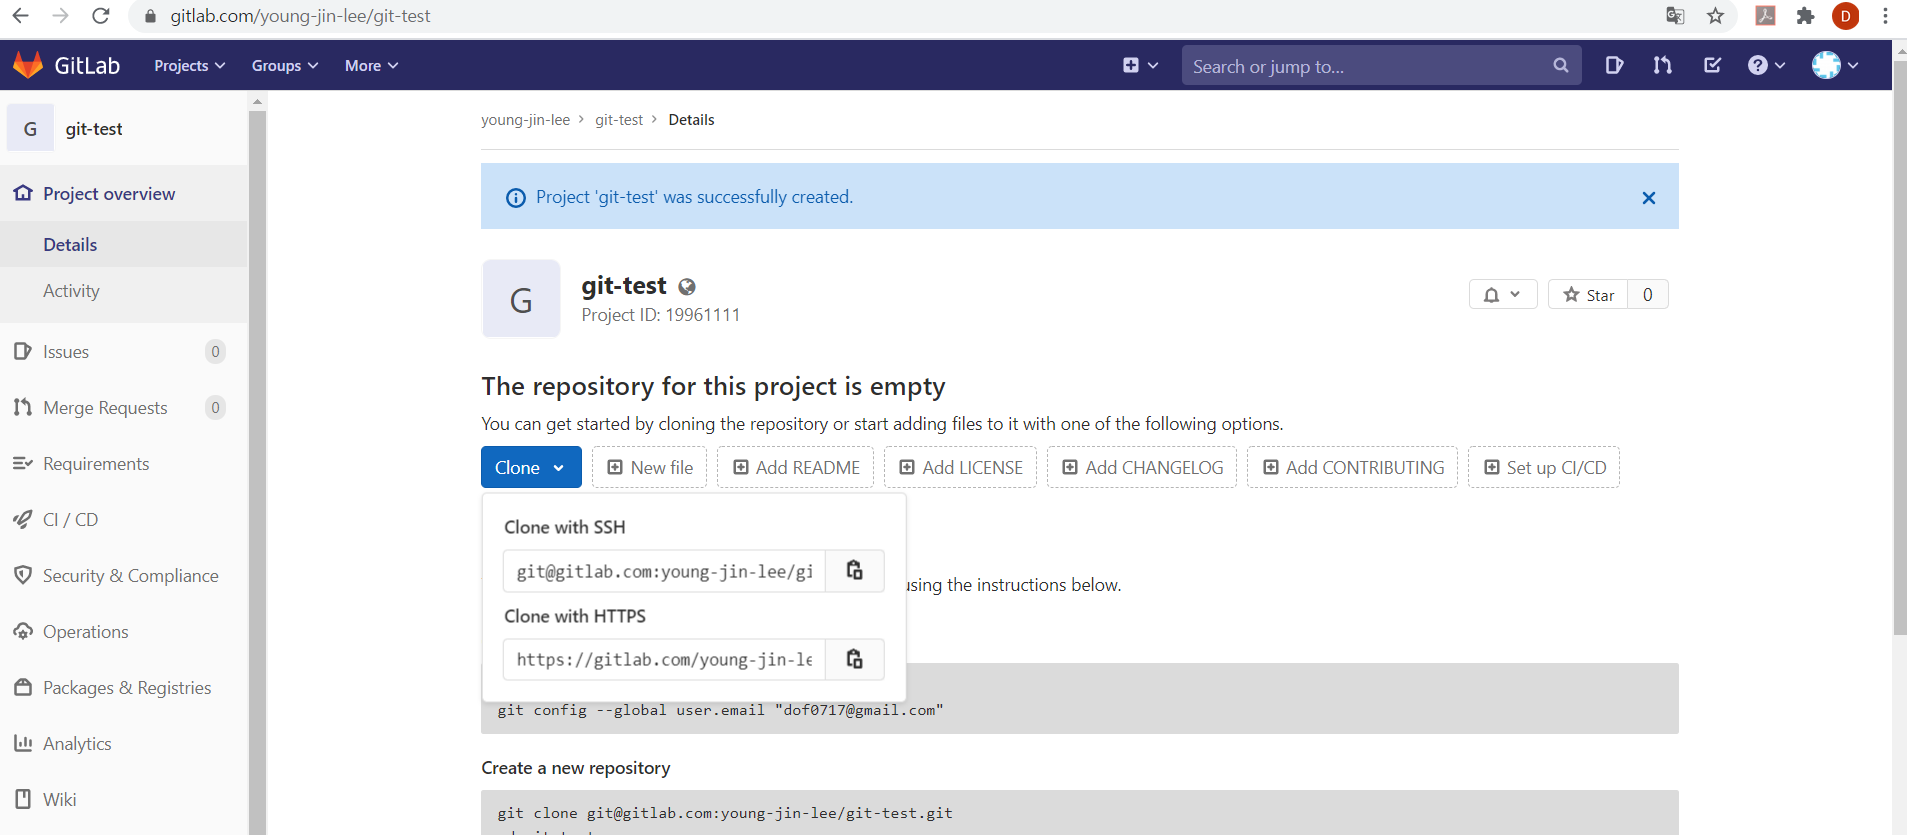 gitlab.com/young-jin-lee/git-test
D
GitLab
Projects
Groups
More
Search or jump to...
G
git-test
Project overview
Details
Activity
Issues
0
Merge Requests
0
Requirements
CI / CD
Security & Compliance
Operations
Packages & Registries
Analytics
Wiki
young-jin-lee > git-test > Details
Project 'git-test' was successfully created.
G
git-test
Project ID: 19961111
Star
0
The repository for this project is empty
You can get started by cloning the repository or start adding files to it with one of the following options.
Clone
New file
Add README
Add LICENSE
Add CHANGELOG
Add CONTRIBUTING
Set up CI/CD
Clone with SSH
git@gitlab.com:young-jin-lee/gi
using the instructions below.
Clone with HTTPS
https://gitlab.com/young-jin-le
git config --global user.email "dof0717@gmail.com"
Create a new repository
git clone git@gitlab.com:young-jin-lee/git-test.git